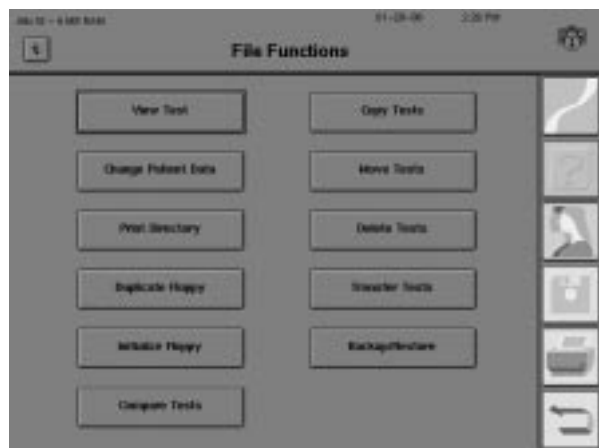 File Functions
View Test
Copy Tests
Change Patient Data
Move Tests
Print Directory
Delete Tests
Duplicate Floppy
Transfer Tests
Initialize Floppy
Backup/Restore
Compare Tests